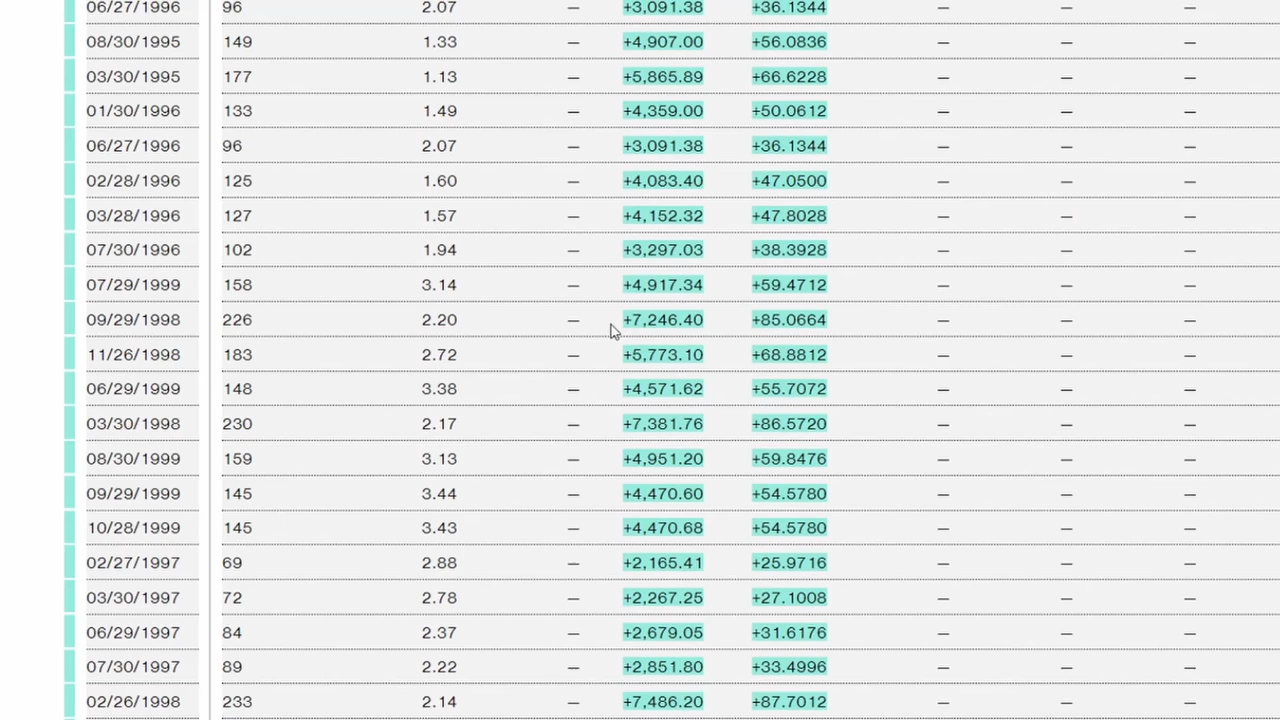 06/27/1996 96 2.07 — +3,091.38 +36.1344 — — —
08/30/1995 149 1.33 — +4,907.00 +56.0836 — — —
03/30/1995 177 1.13 — +5,865.89 +66.6228 — — —
01/30/1996 133 1.49 — +4,359.00 +50.0612 — — —
06/27/1996 96 2.07 — +3,091.38 +36.1344 — — —
02/28/1996 125 1.60 — +4,083.40 +47.0500 — — —
03/28/1996 127 1.57 — +4,152.32 +47.8028 — — —
07/30/1996 102 1.94 — +3,297.03 +38.3928 — — —
07/29/1999 158 3.14 — +4,917.34 +59.4712 — — —
09/29/1998 226 2.20 — +7,246.40 +85.0664 — — —
11/26/1998 183 2.72 — +5,773.10 +68.8812 — — —
06/29/1999 148 3.38 — +4,571.62 +55.7072 — — —
03/30/1998 230 2.17 — +7,381.76 +86.5720 — — —
08/30/1999 159 3.13 — +4,951.20 +59.8476 — — —
09/29/1999 145 3.44 — +4,470.60 +54.5780 — — —
10/28/1999 145 3.43 — +4,470.68 +54.5780 — — —
02/27/1997 69 2.88 — +2,165.41 +25.9716 — — —
03/30/1997 72 2.78 — +2,267.25 +27.1008 — — —
06/29/1997 84 2.37 — +2,679.05 +31.6176 — — —
07/30/1997 89 2.22 — +2,851.80 +33.4996 — — —
02/26/1998 233 2.14 — +7,486.20 +87.7012 — — —